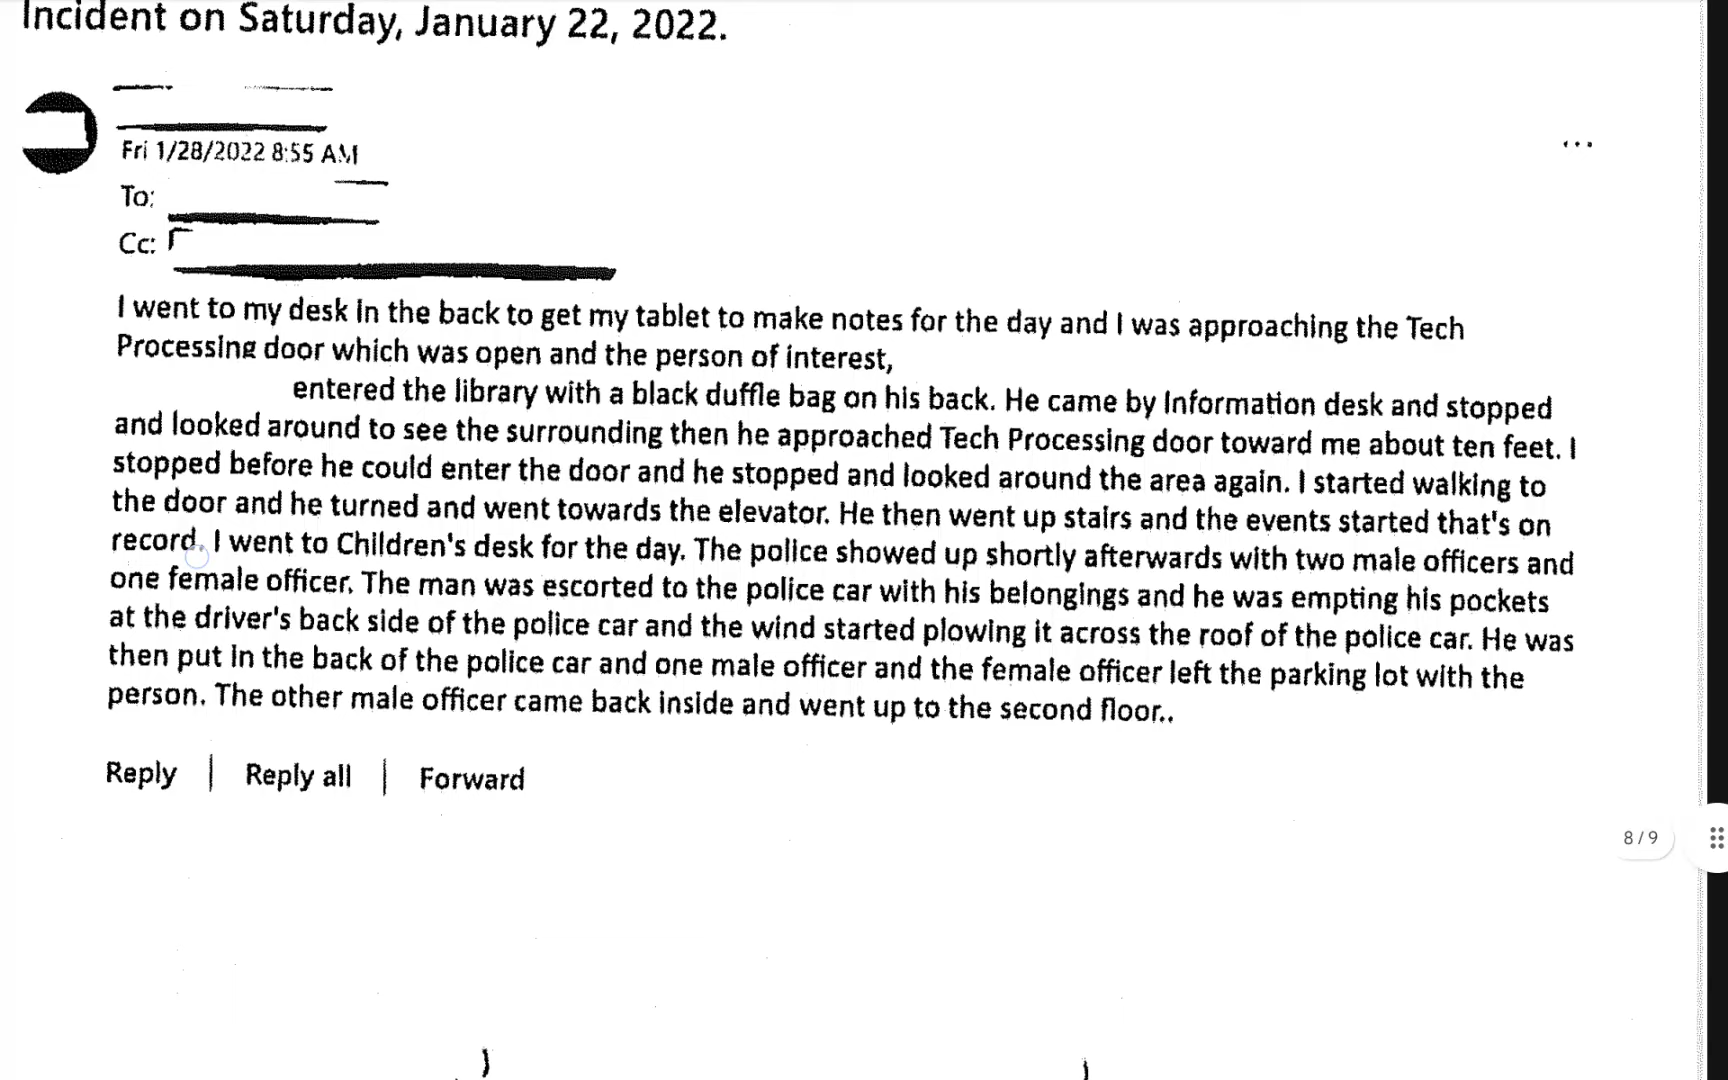 Incident on Saturday, January 22, 2022.
Fri 1/28/2022 8:55 AM
...
To:
Cc:
I went to my desk in the back to get my tablet to make notes for the day and I was approaching the Tech
Processing door which was open and the person of interest,
entered the library with a black duffle bag on his back. He came by Information desk and stopped
and looked around to see the surrounding then he approached Tech Processing door toward me about ten feet. I
stopped before he could enter the door and he stopped and looked around the area again. I started walking to
the door and he turned and went towards the elevator. He then went up stairs and the events started that's on
record. I went to Children's desk for the day. The police showed up shortly afterwards with two male officers and
one female officer. The man was escorted to the police car with his belongings and he was empting his pockets
at the driver's back side of the police car and the wind started plowing it across the roof of the police car. He was
then put in the back of the police car and one male officer and the female officer left the parking lot with the
person. The other male officer came back inside and went up to the second floor..
Reply | Reply all | Forward
8/9